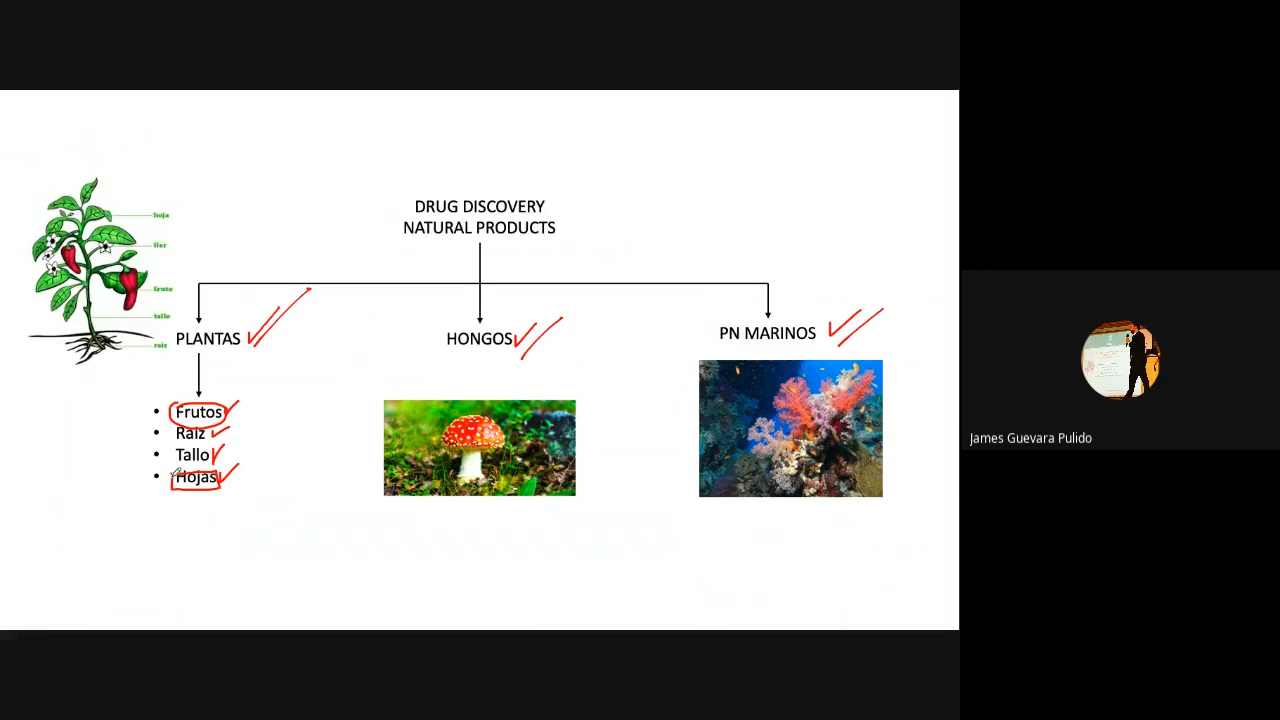 DRUG DISCOVERY
NATURAL PRODUCTS
hoja
flor
fruto
tallo
raiz
PLANTAS
HONGOS
PN MARINOS
• Frutos
• Raiz
• Tallo
• Hojas
James Guevara Pulido